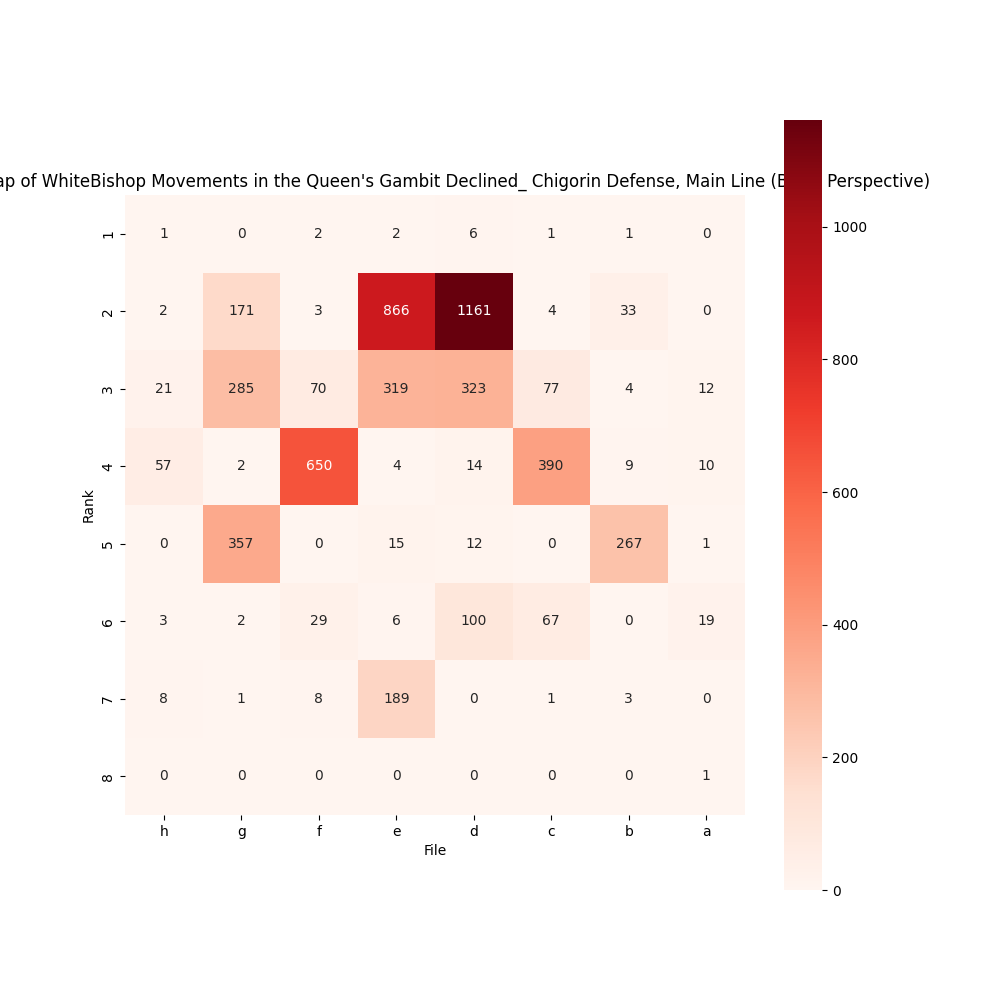 ap of WhiteBishop Movements in the Queen's Gambit Declined_ Chigorin Defense, Main Line ( Perspective)
1 1 0 2 2 6 1 1 0
2 2 171 3 866 1161 4 33 0
3 21 285 70 319 323 77 4 12
4 57 2 650 4 14 390 9 10
5 0 357 0 15 12 0 267 1
6 3 2 29 6 100 67 0 19
7 8 1 8 189 0 1 3 0
8 0 0 0 0 0 0 0 1
h g f e d c b a
File
Rank
1000
800
600
400
200
0